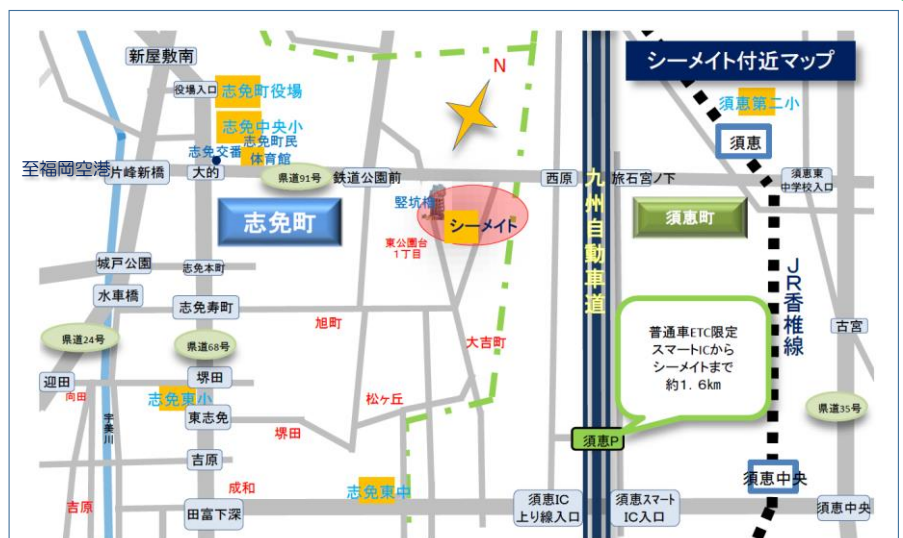 シーメイト付近マップ
N
新屋敷南
役場入口
志免町役場
志免中央小
志免町民
体育館
志免交番
至福岡空港
片峰新橋
大的
県道91号
鉄道公園前
西原
旅石宮ノ下
須恵第二小
須恵
須恵東
中学校入口
志免町
竪坑櫓
シーメイト
東公園台
1丁目
九州自動車道
須恵町
JR香椎線
城戸公園
志免本町
水車橋
志免寿町
旭町
大吉町
県道24号
県道68号
普通車ETC限定
スマートICから
シーメイトまで
約1.6km
古宮
迎田
向田
堺田
志免東小
東志免
松ヶ丘
堺田
宇美川
県道35号
須恵P
吉原
成和
志免東中
須恵中央
吉原
田富下深
須恵IC
上り線入口
須恵スマート
IC入口
須恵中央